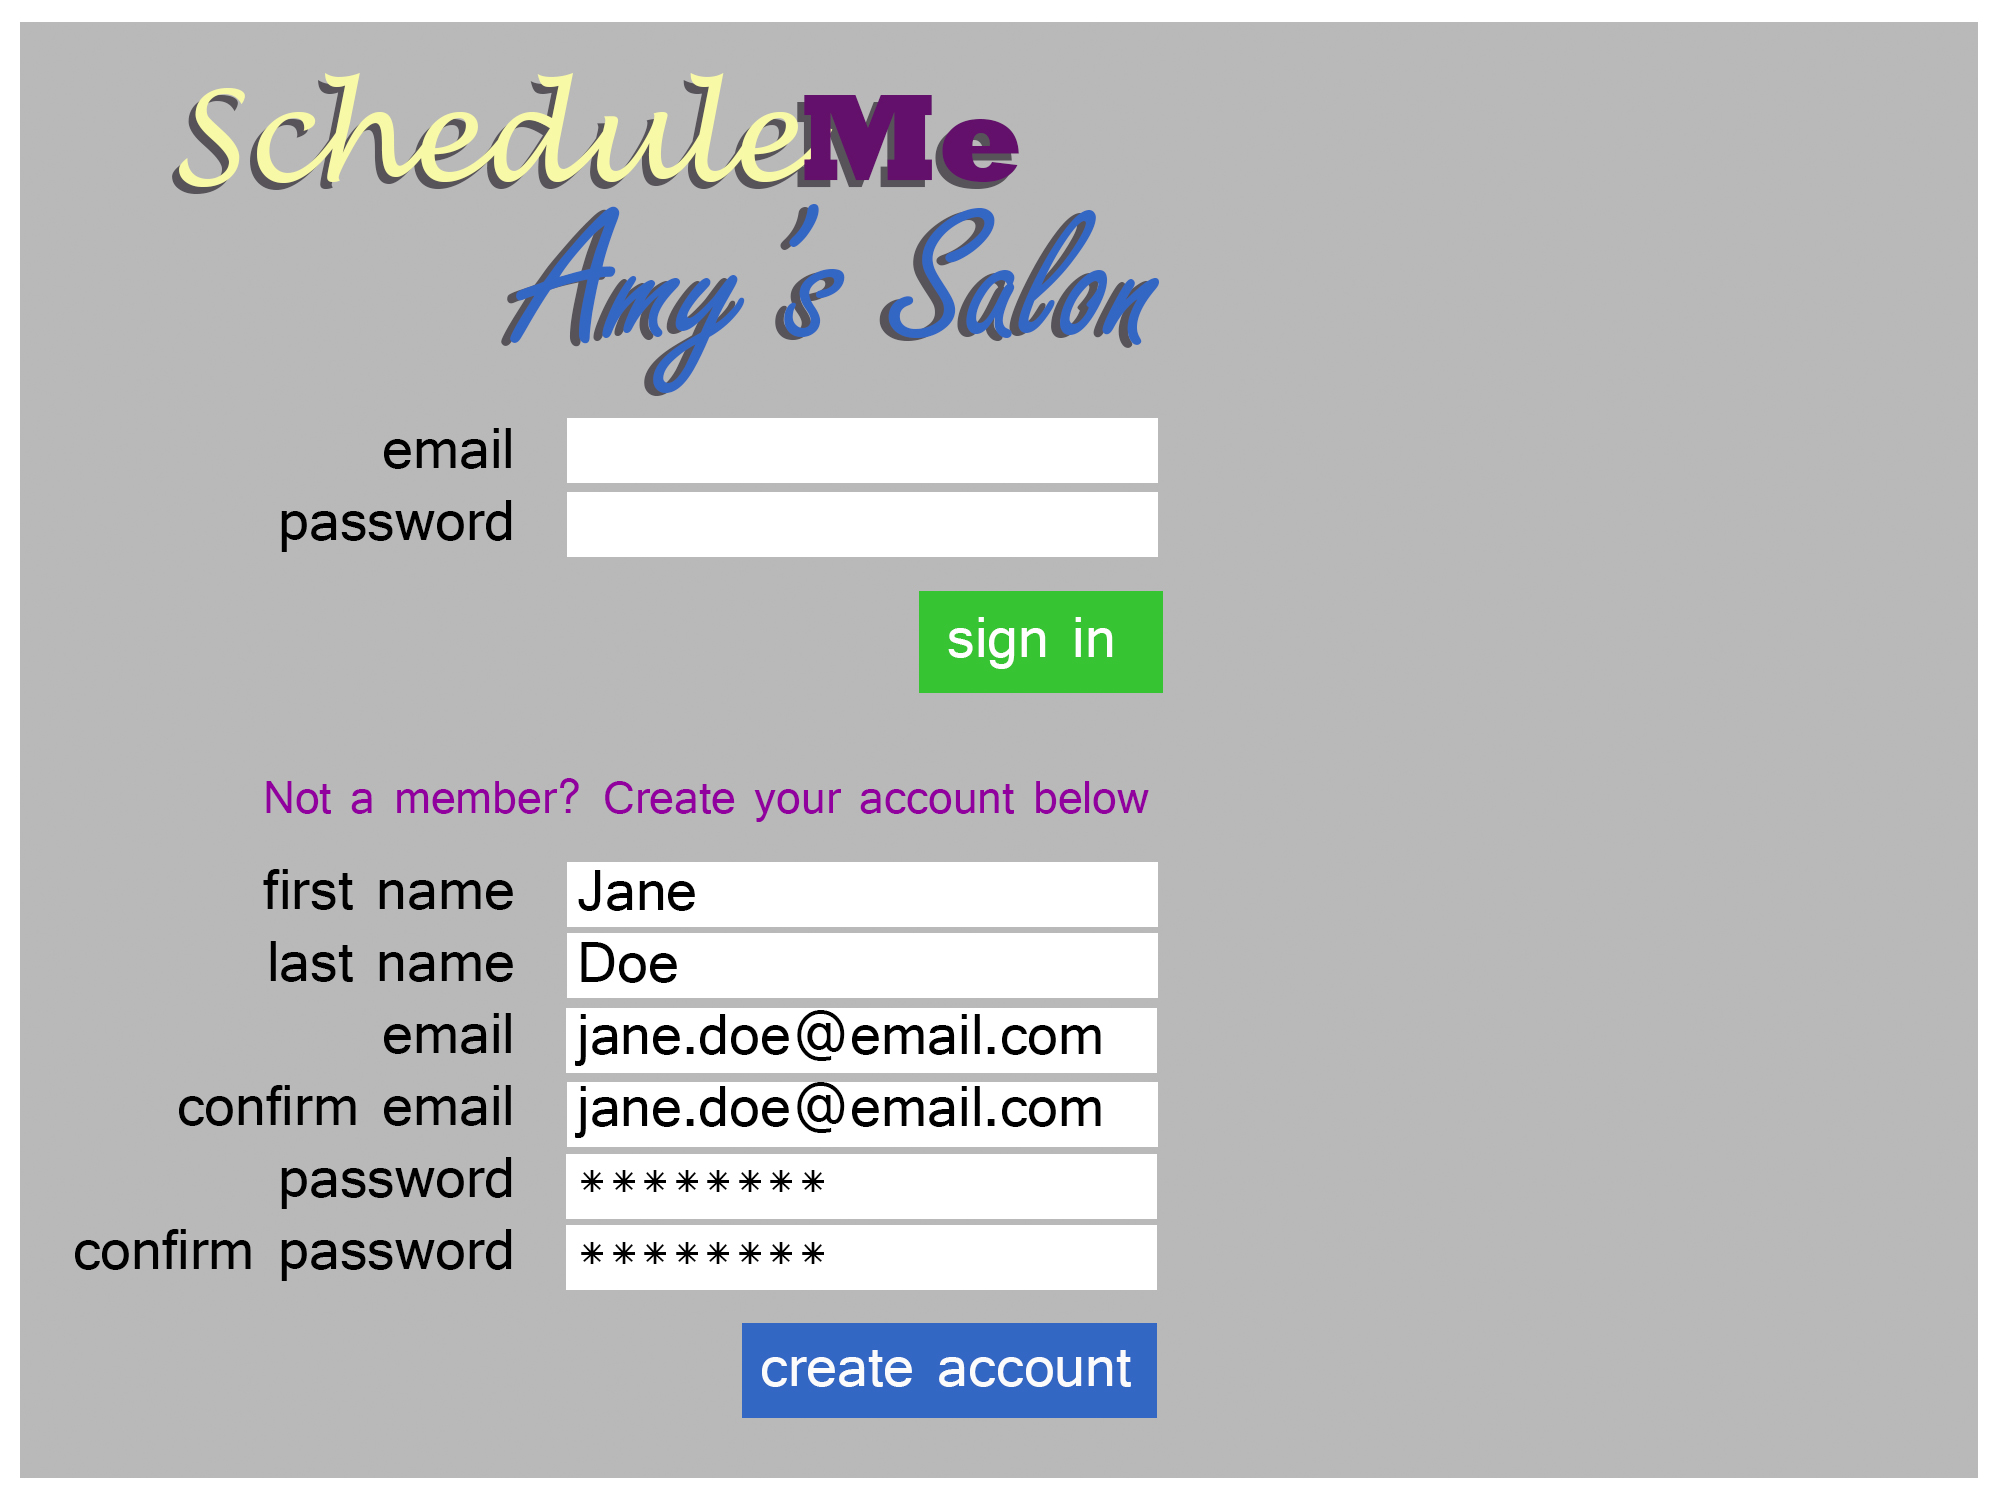 ScheduleMe
Amy's Salon
email
password
sign in
Not a member? Create your account below
first name Jane
last name Doe
email jane.doe@email.com
confirm email jane.doe@email.com
password ********
confirm password ********
create account